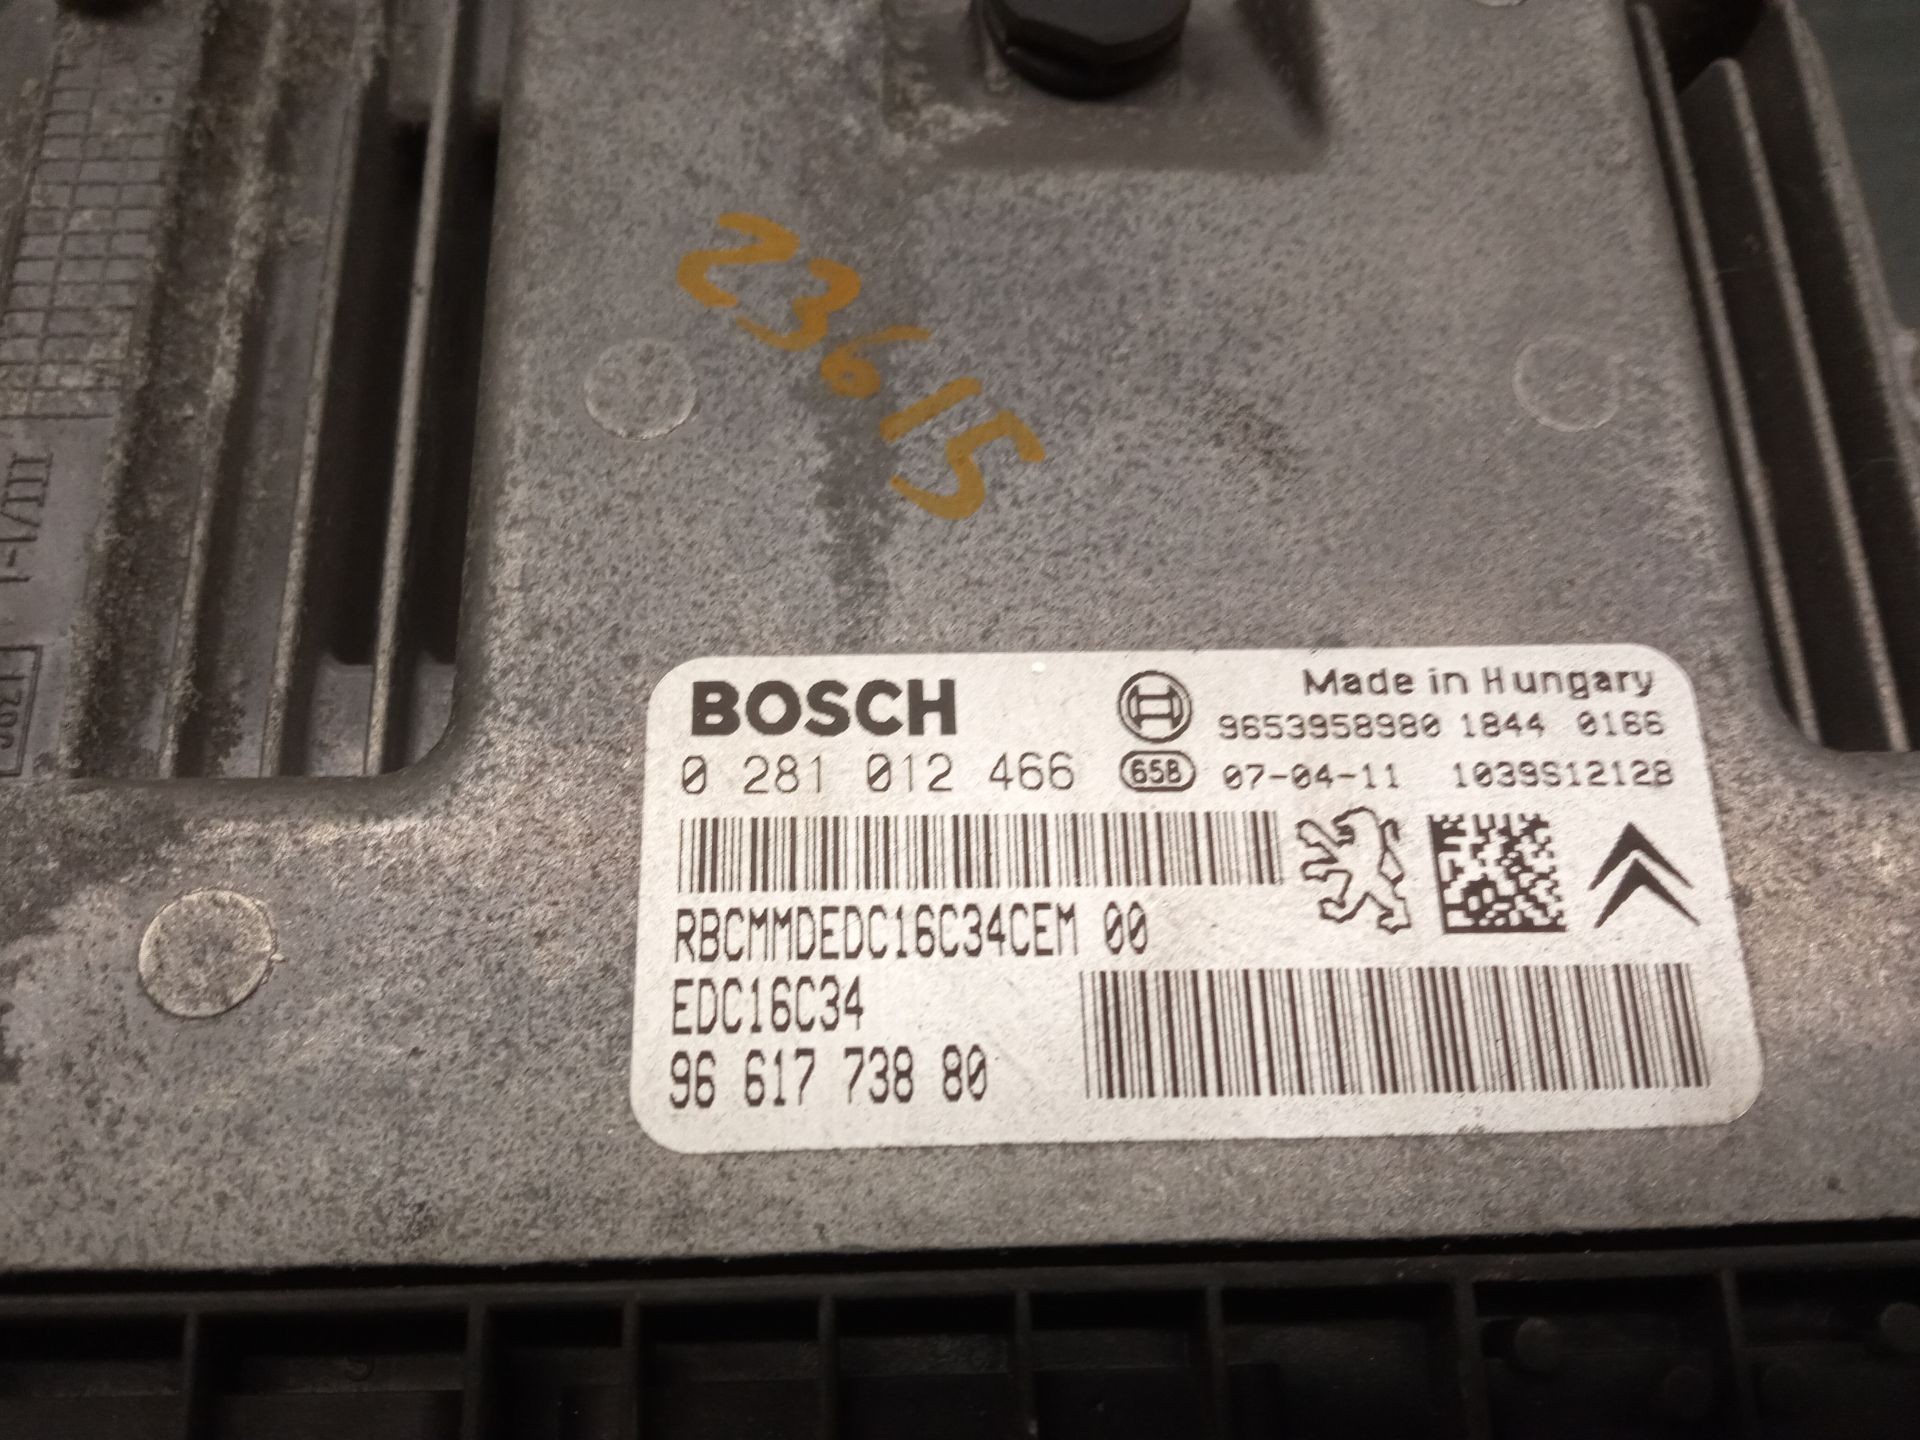 23615
BOSCH
Made in Hungary
9653958980 1844 0166
0 281 012 466
65B 07-04-11 1039S12128
RBCMMDEDC16C34CEM 00
EDC16C34
96 617 738 80